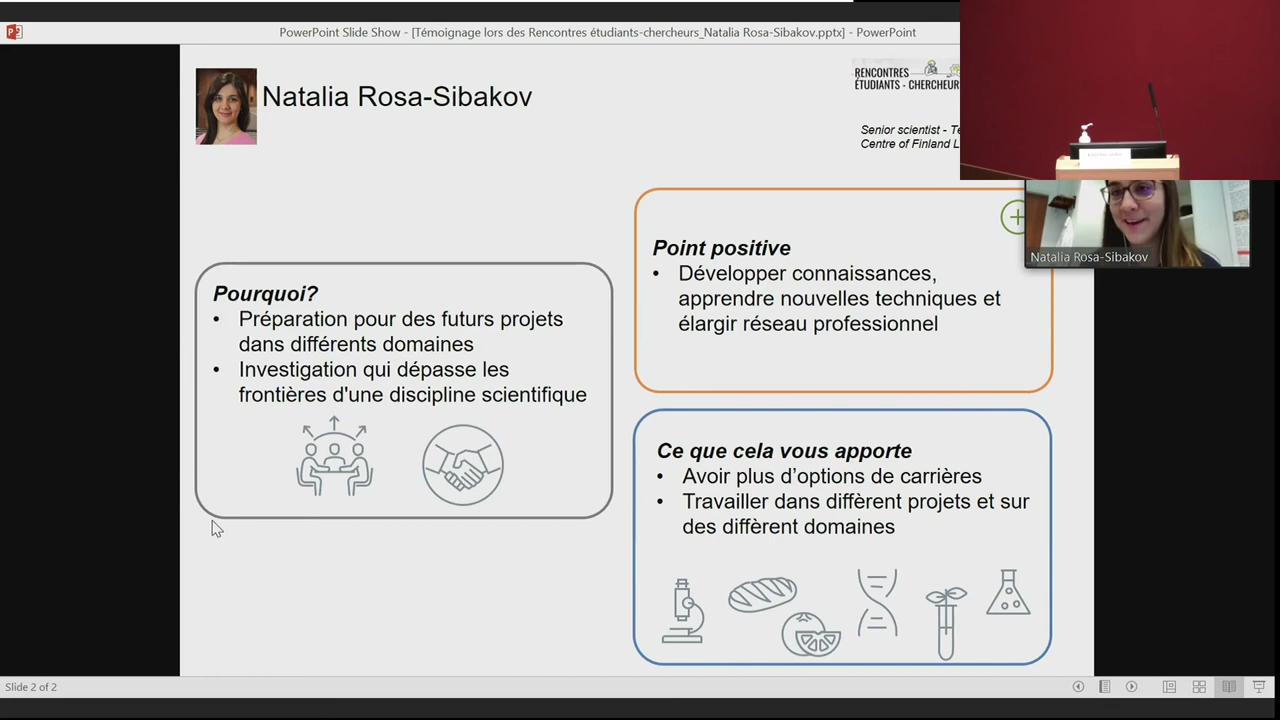 PowerPoint Slide Show - [Témoignage lors des Rencontres étudiants-chercheurs_Natalia Rosa-Sibakov.pptx] - PowerPoint
Natalia Rosa-Sibakov
RENCONTRES
ÉTUDIANTS - CHERCHEUR
Senior scientist - Te
Centre of Finland L
Natalia Rosa-Sibakov
Point positive
• Développer connaissances,
apprendre nouvelles techniques et
élargir réseau professionnel
Pourquoi?
• Préparation pour des futurs projets
dans différents domaines
• Investigation qui dépasse les
frontières d'une discipline scientifique
Ce que cela vous apporte
• Avoir plus d’options de carrières
• Travailler dans diffèrent projets et sur
des diffèrent domaines
Slide 2 of 2